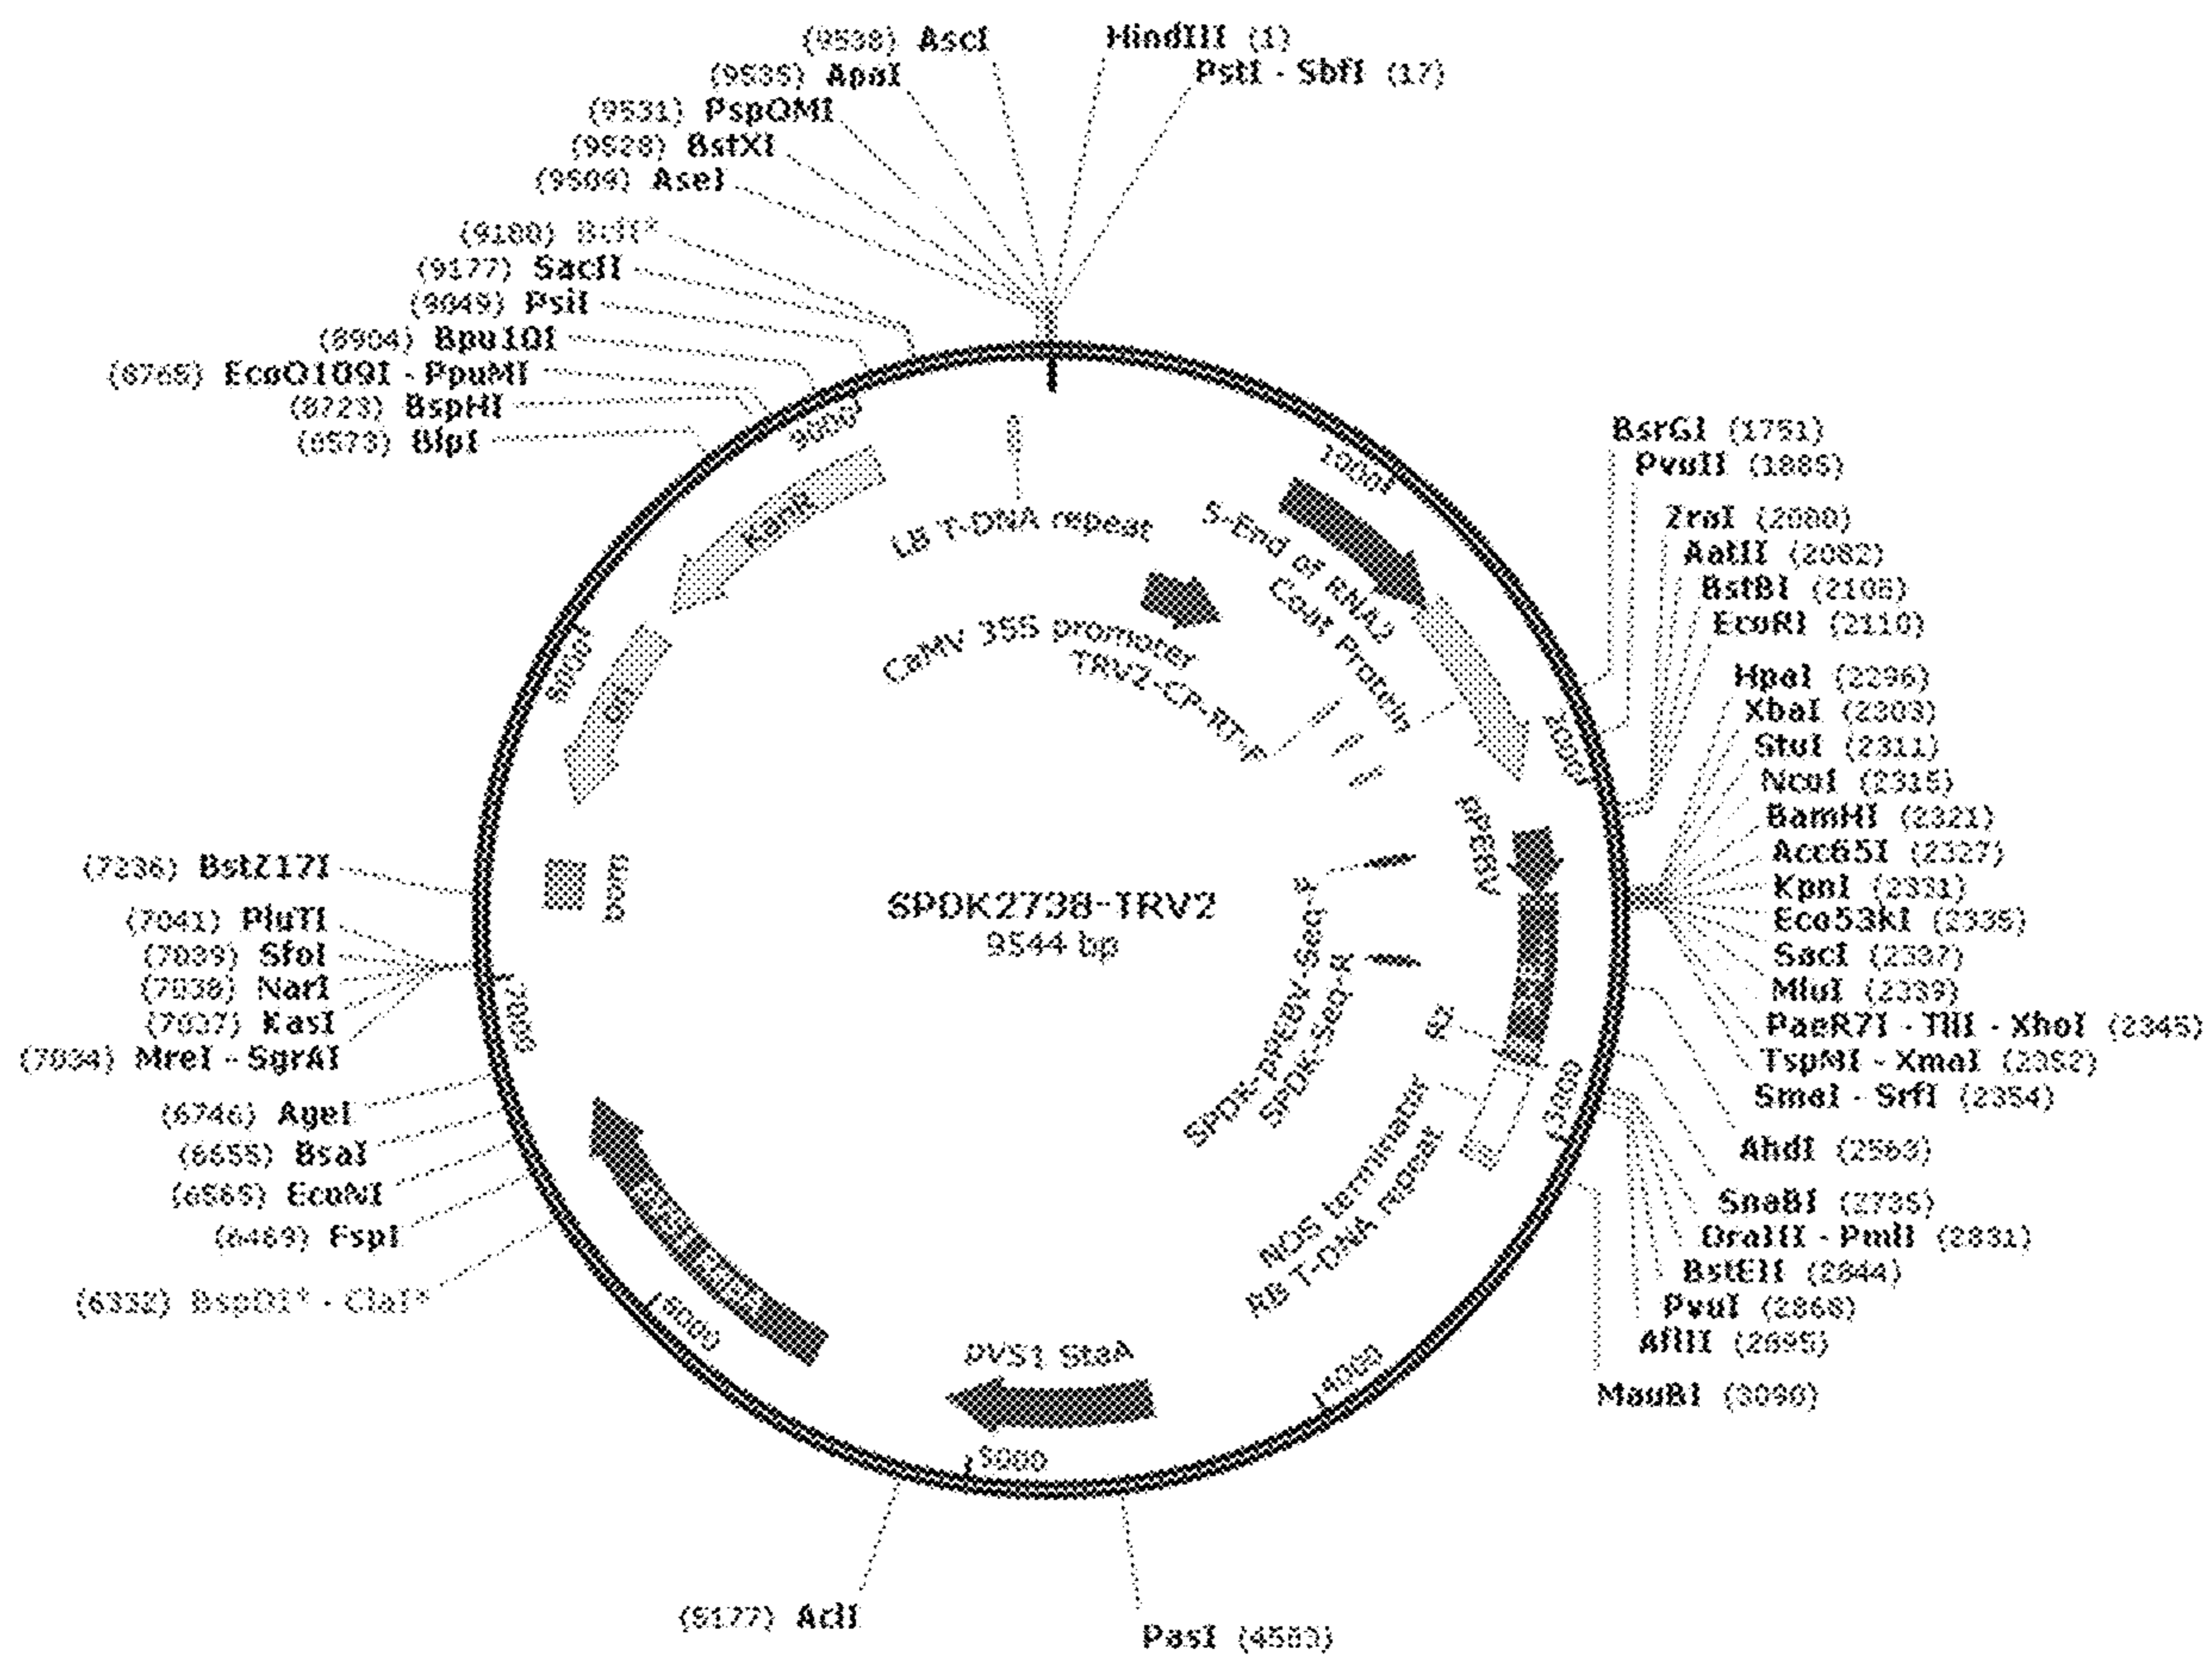 (9538) AscI
HindIII (1)
(9535) ApaI
PstI - SbfI (17)
(9531) PspOMI
(9528) BstXI
(9509) AseI
(9180) BclI*
(9177) SacII
(9049) PsiI
(8904) Bpu10I
(8768) EcoO109I - PpuMI
(8723) BspHI
(8573) BlpI
BsrGI (1751)
PvuII (1885)
ZraI (2080)
AatII (2082)
BstBI (2105)
EcoRI (2110)
HpaI (2296)
XbaI (2303)
StuI (2311)
NcoI (2315)
BamHI (2321)
Acc65I (2327)
KpnI (2331)
Eco53kI (2335)
SacI (2337)
MluI (2339)
PaeR7I - TliI - XhoI (2345)
TspMI - XmaI (2352)
SmaI - SrfI (2354)
AhdI (2563)
SnaBI (2735)
DraIII - PmlI (2831)
BstEII (2844)
PvuI (2868)
AflII (2895)
MauBI (3090)
PasI (4583)
(5177) AclI
(6332) BspDI* - ClaI*
(6469) FspI
(6565) EcoNI
(6655) BsaI
(6746) AgeI
(7034) MreI - SgrAI
(7037) KasI
(7038) NarI
(7039) SfoI
(7041) PluTI
(7236) BstZ17I
1000
2000
3000
4000
5000
6000
7000
8000
9000
KanR
ori
bom
LB T-DNA repeat
5-End of RNA2
Coat Protein
CaMV 35S promoter
TRV2-CP-RT-F
pPEBV
SPDK2738-TRV2
9544 bp
SPDK-pPEBV-Seq-F
SPDK-Seq-R
RZ
NOS terminator
RB T-DNA repeat
PVS1 StaA